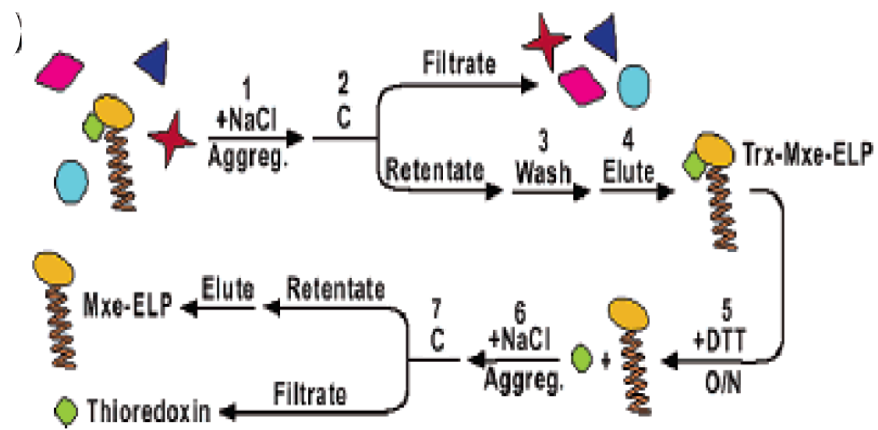 )
1
+NaCl
Aggreg.
2
C
Filtrate
Retentate
3
Wash
4
Elute
Trx-Mxe-ELP
5
+DTT
O/N
+
6
+NaCl
Aggreg.
7
C
Retentate
Elute
Mxe-ELP
Filtrate
Thioredoxin